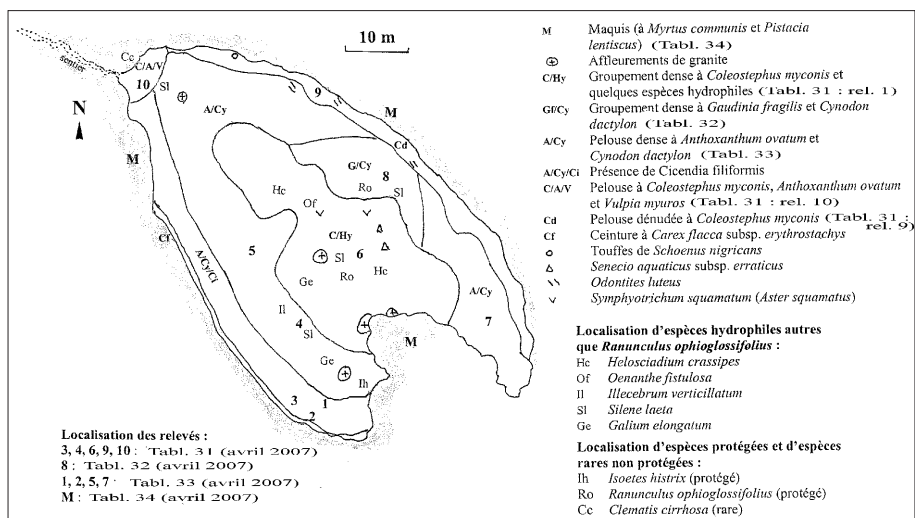 10 m
sentier
N
Cc
C/A/V
10
Sl
A/Cy
9
M
M
Cd
G/Cy
8
Hc
Ro
Sl
Of
C/Hy
5
Sl
6
Ro
Hc
Cf
A/Cy/Ci
Ge
A/Cy
Il
4
Sl
7
M
Ge
Ih
3
1
2
Localisation des relevés :
3, 4, 6, 9, 10 : Tabl. 31 (avril 2007)
8 : Tabl. 32 (avril 2007)
1, 2, 5, 7 : Tabl. 33 (avril 2007)
M : Tabl. 34 (avril 2007)
M Maquis (à Myrtus communis et Pistacia
lentiscus) (Tabl. 34)
Affleurements de granite
C/Hy Groupement dense à Coleostephus myconis et
quelques espèces hydrophiles (Tabl. 31 : rel. 1)
Gf/Cy Groupement dense à Gaudinia fragilis et Cynodon
dactylon (Tabl. 32)
A/Cy Pelouse dense à Anthoxanthum ovatum et
Cynodon dactylon (Tabl. 33)
A/Cy/Ci Présence de Cicendia filiformis
C/A/V Pelouse à Coleostephus myconis, Anthoxanthum ovatum
et Vulpia myuros (Tabl. 31 : rel. 10)
Cd Pelouse dénudée à Coleostephus myconis (Tabl. 31 :
rel. 9)
Cf Ceinture à Carex flacca subsp. erythrostachys
Touffes de Schoenus nigricans
Senecio aquaticus subsp. erraticus
Odontites luteus
Symphyotrichum squamatum (Aster squamatus)
Localisation d'espèces hydrophiles autres
que Ranunculus ophioglossifolius :
Hc Helosciadium crassipes
Of Oenanthe fistulosa
Il Illecebrum verticillatum
Sl Silene laeta
Ge Galium elongatum
Localisation d'espèces protégées et d'espèces
rares non protégées :
Ih Isoetes histrix (protégé)
Ro Ranunculus ophioglossifolius (protégé)
Cc Clematis cirrhosa (rare)